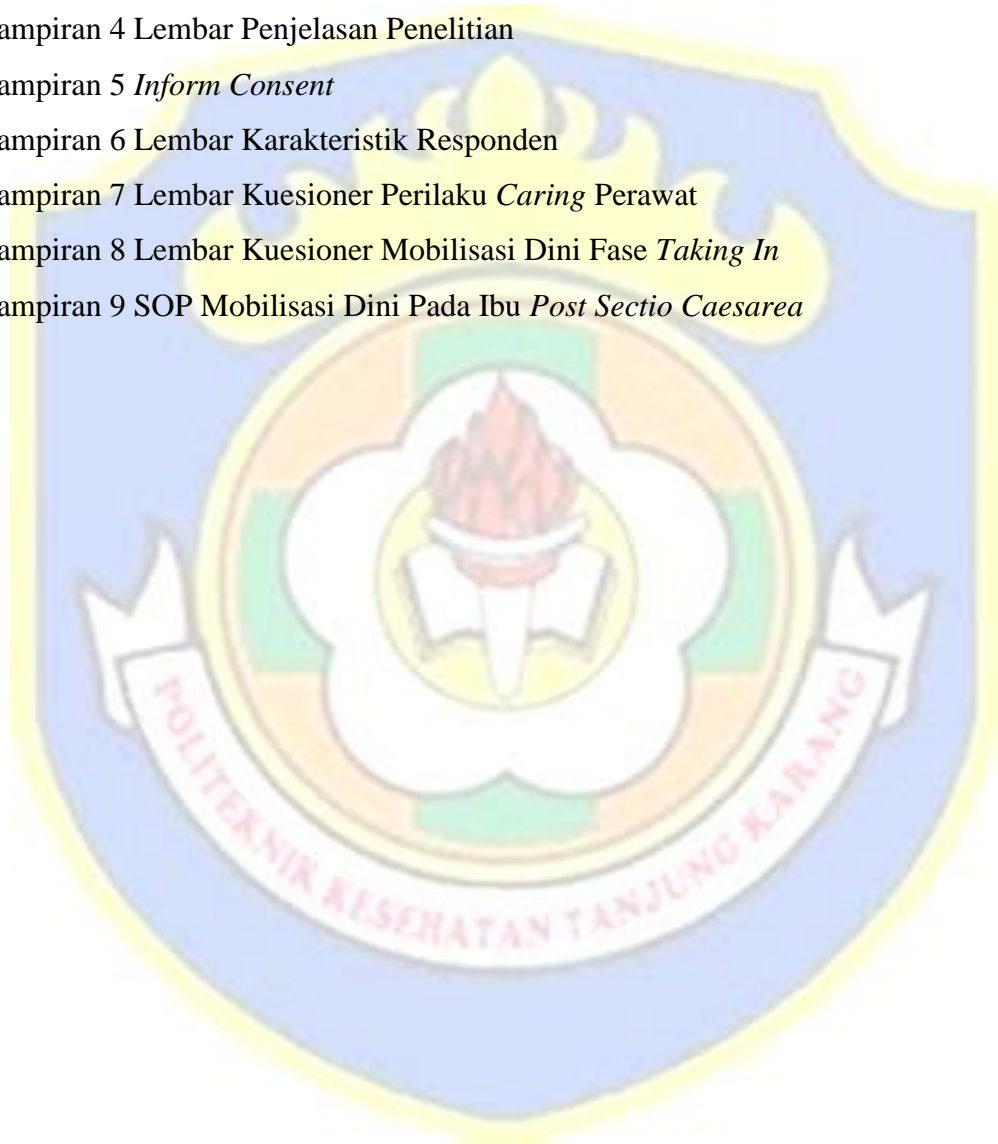 ampiran 4 Lembar Penjelasan Penelitian
ampiran 5 Inform Consent
ampiran 6 Lembar Karakteristik Responden
ampiran 7 Lembar Kuesioner Perilaku Caring Perawat
ampiran 8 Lembar Kuesioner Mobilisasi Dini Fase Taking In
ampiran 9 SOP Mobilisasi Dini Pada Ibu Post Sectio Caesarea
POLITEKNIK KESEHATAN TANJUNG KARANG